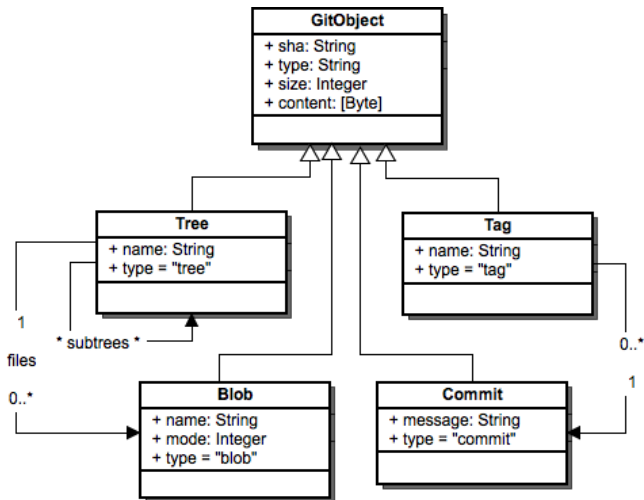 GitObject
+ sha: String
+ type: String
+ size: Integer
+ content: [Byte]
Tree
+ name: String
+ type = "tree"
Tag
+ name: String
+ type = "tag"
1
* subtrees *
files
0..*
0..*
1
Blob
+ name: String
+ mode: Integer
+ type = "blob"
Commit
+ message: String
+ type = "commit"